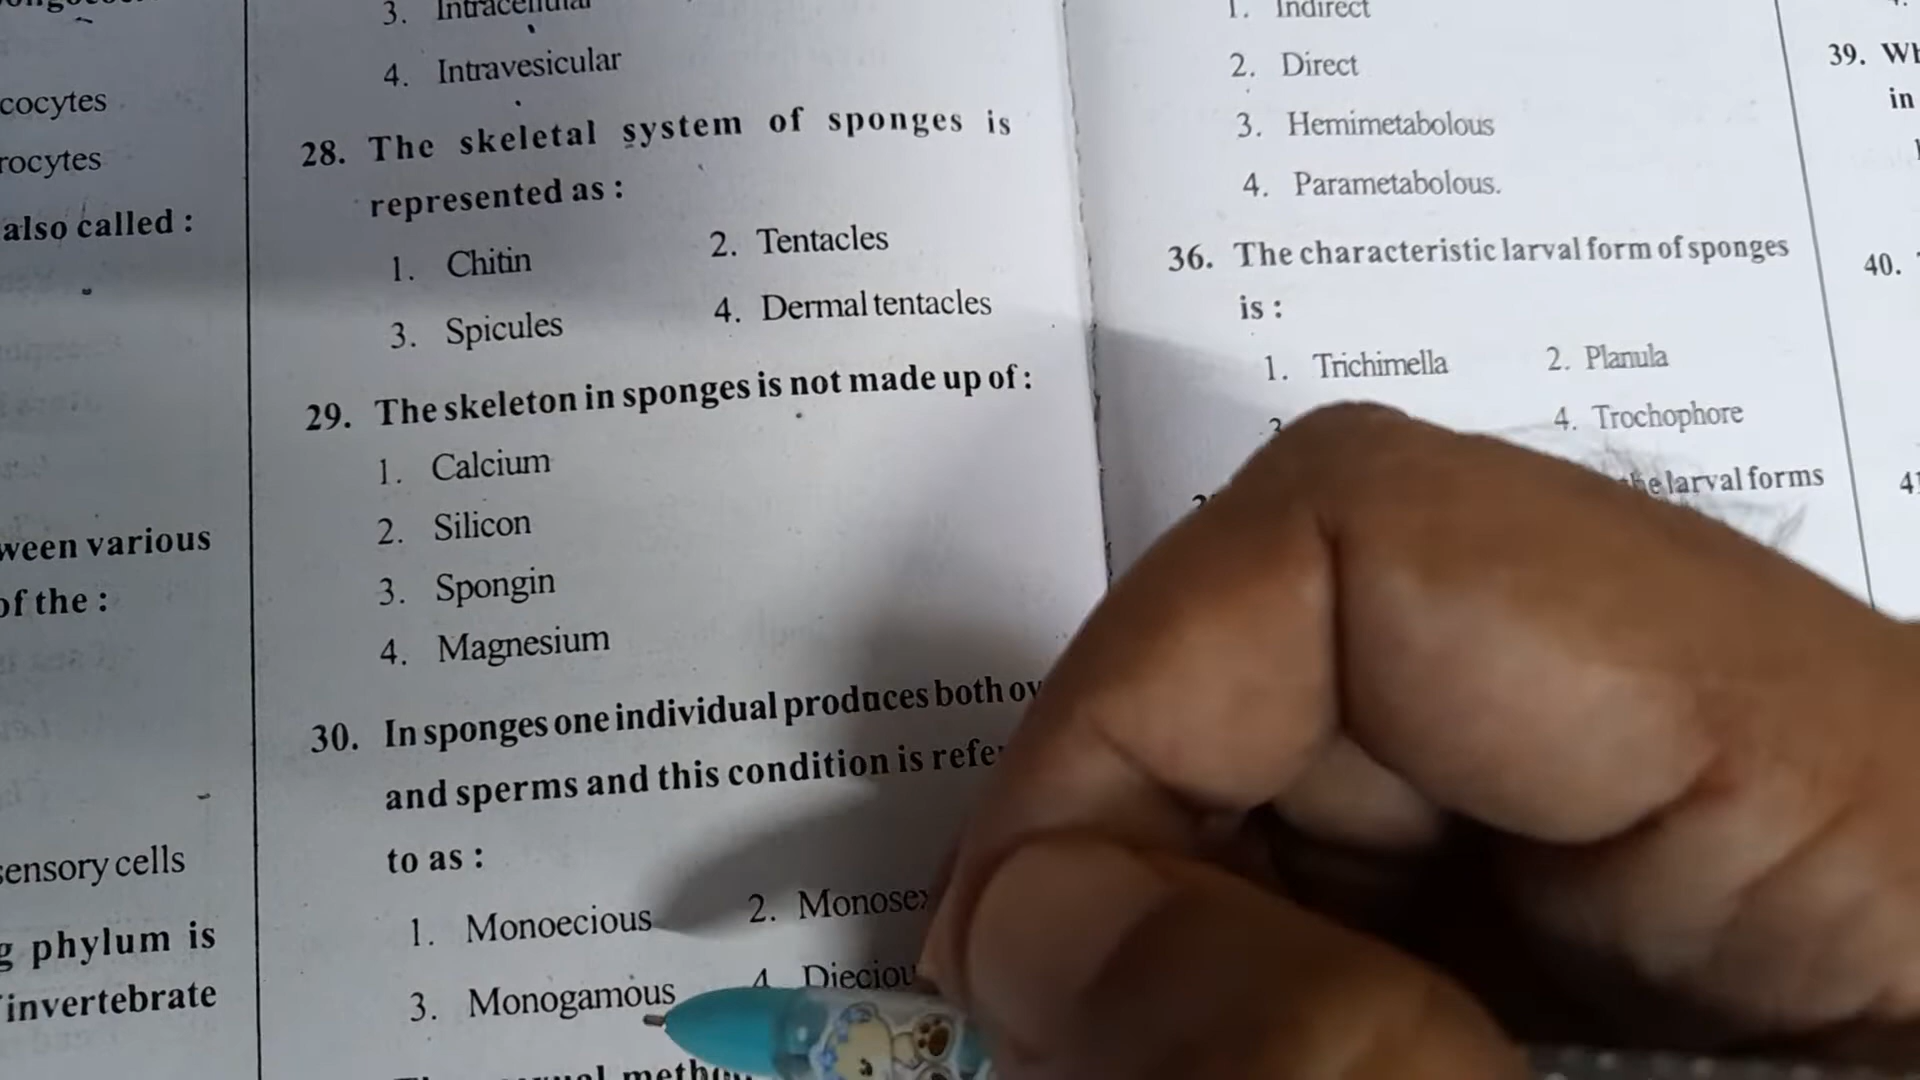 cocytes
rocytes
also called :
ween various
of the :
sensory cells
g phylum is
invertebrate
3. Intracellular
4. Intravesicular
28. The skeletal system of sponges is
represented as :
1. Chitin 2. Tentacles
3. Spicules 4. Dermal tentacles
29. The skeleton in sponges is not made up of :
1. Calcium
2. Silicon
3. Spongin
4. Magnesium
30. In sponges one individual produces both ov
and sperms and this condition is refe
to as :
1. Monoecious 2. Monosex
3. Monogamous 4. Dieciou
1. Indirect
2. Direct
3. Hemimetabolous
4. Parametabolous.
36. The characteristic larval form of sponges
is :
1. Trichimella 2. Planula
3. 4. Trochophore
he larval forms
39. Wh
in
40.
41